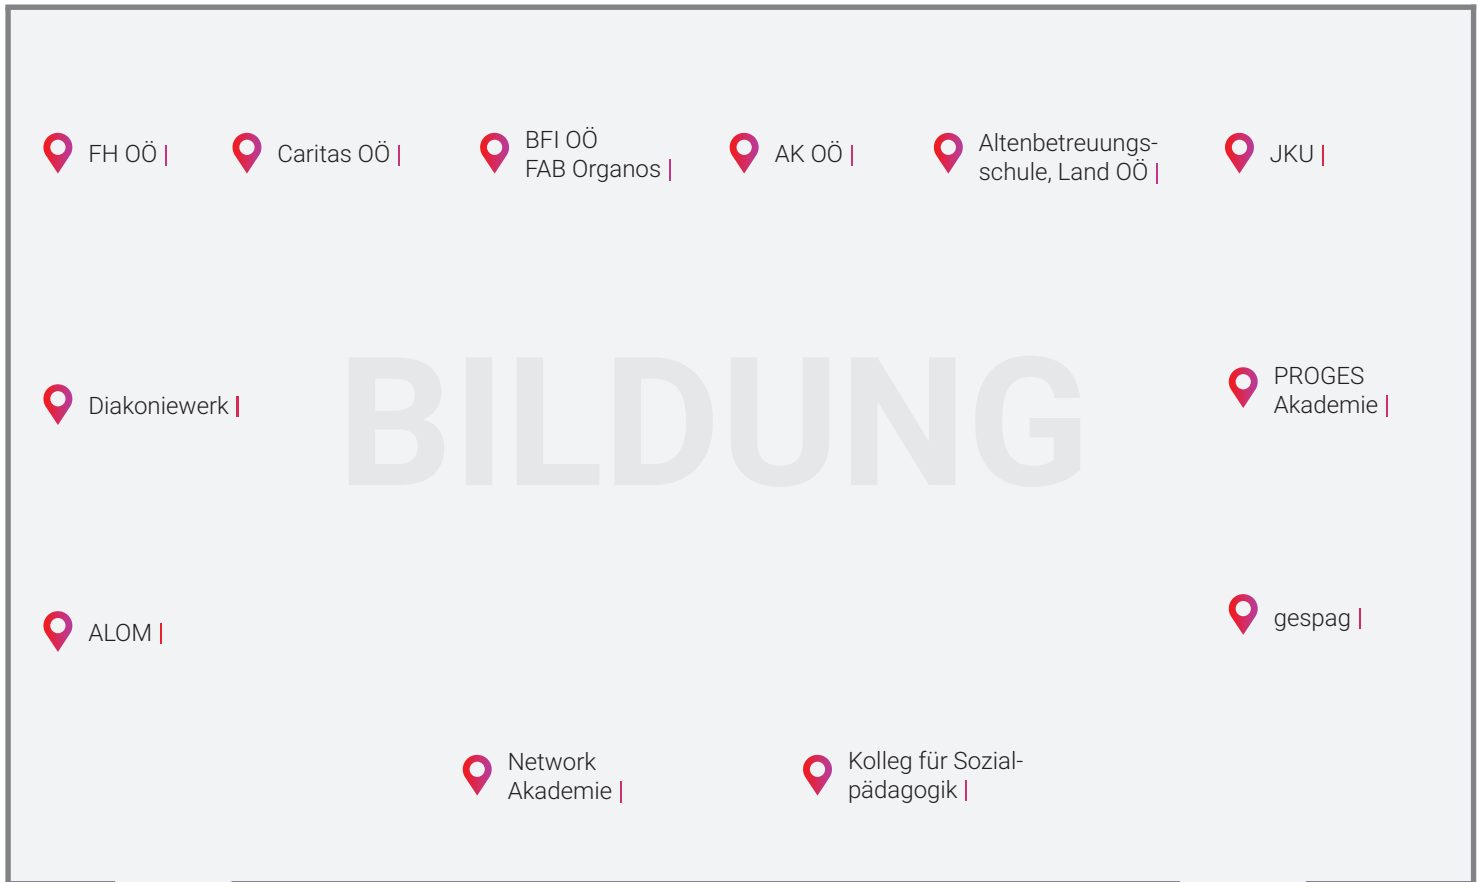 FH OÖ |
Caritas OÖ |
BFI OÖ
FAB Organos |
AK OÖ |
Altenbetreuungs-
schule, Land OÖ |
JKU |
BILDUNG
Diakoniewerk |
PROGES
Akademie |
ALOM |
gespag |
Network
Akademie |
Kolleg für Sozial-
pädagogik |